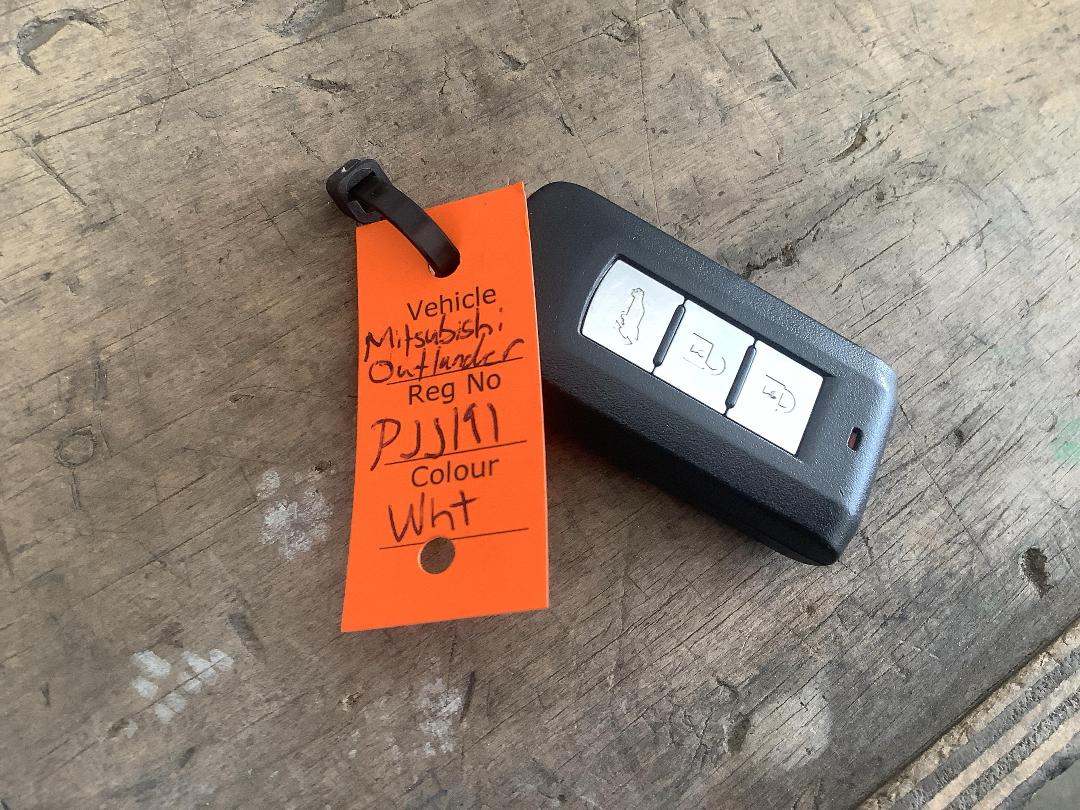 Vehicle
Mitsubishi
Outlander
Reg No
PJJ191
Colour
Wht